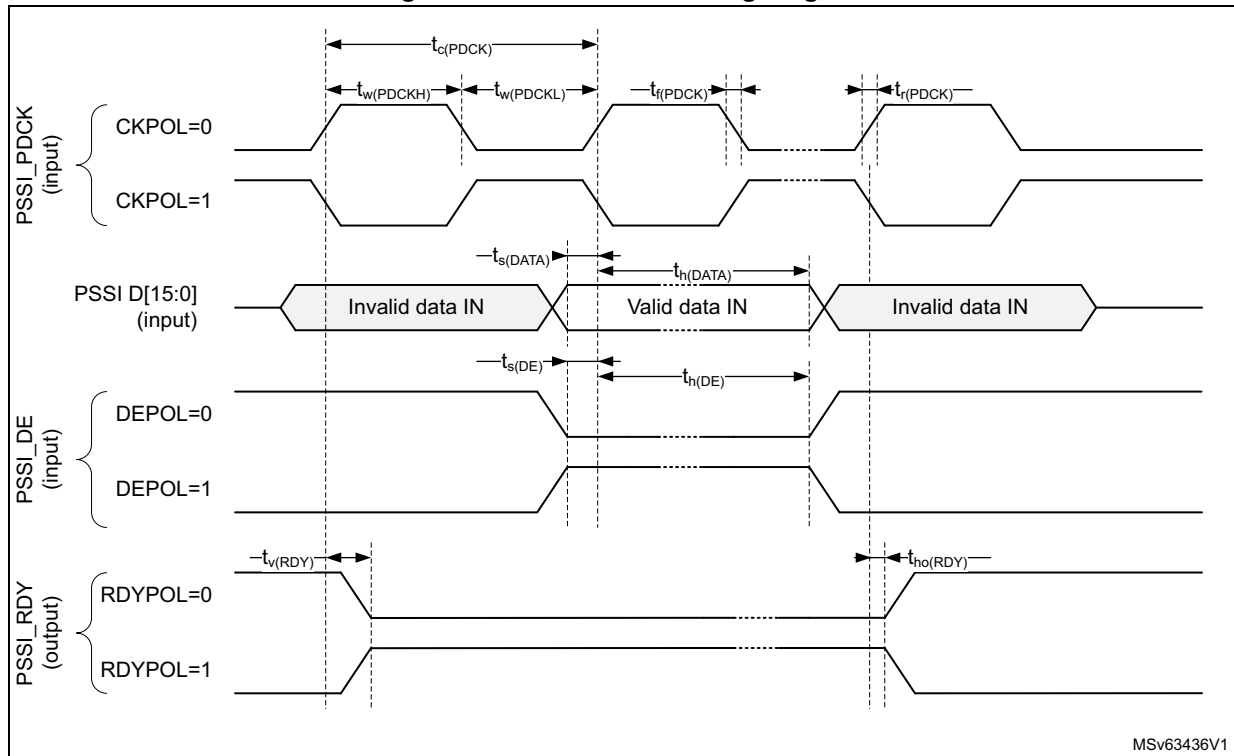 tc(PDCK)
tw(PDCKH) tw(PDCKL) tf(PDCK) tr(PDCK)
PSSI_PDCK
(input)
CKPOL=0
CKPOL=1
ts(DATA)
th(DATA)
PSSI D[15:0]
(input)
Invalid data IN Valid data IN Invalid data IN
ts(DE)
th(DE)
PSSI_DE
(input)
DEPOL=0
DEPOL=1
tv(RDY) tho(RDY)
PSSI_RDY
(output)
RDYPOL=0
RDYPOL=1
MSv63436V1